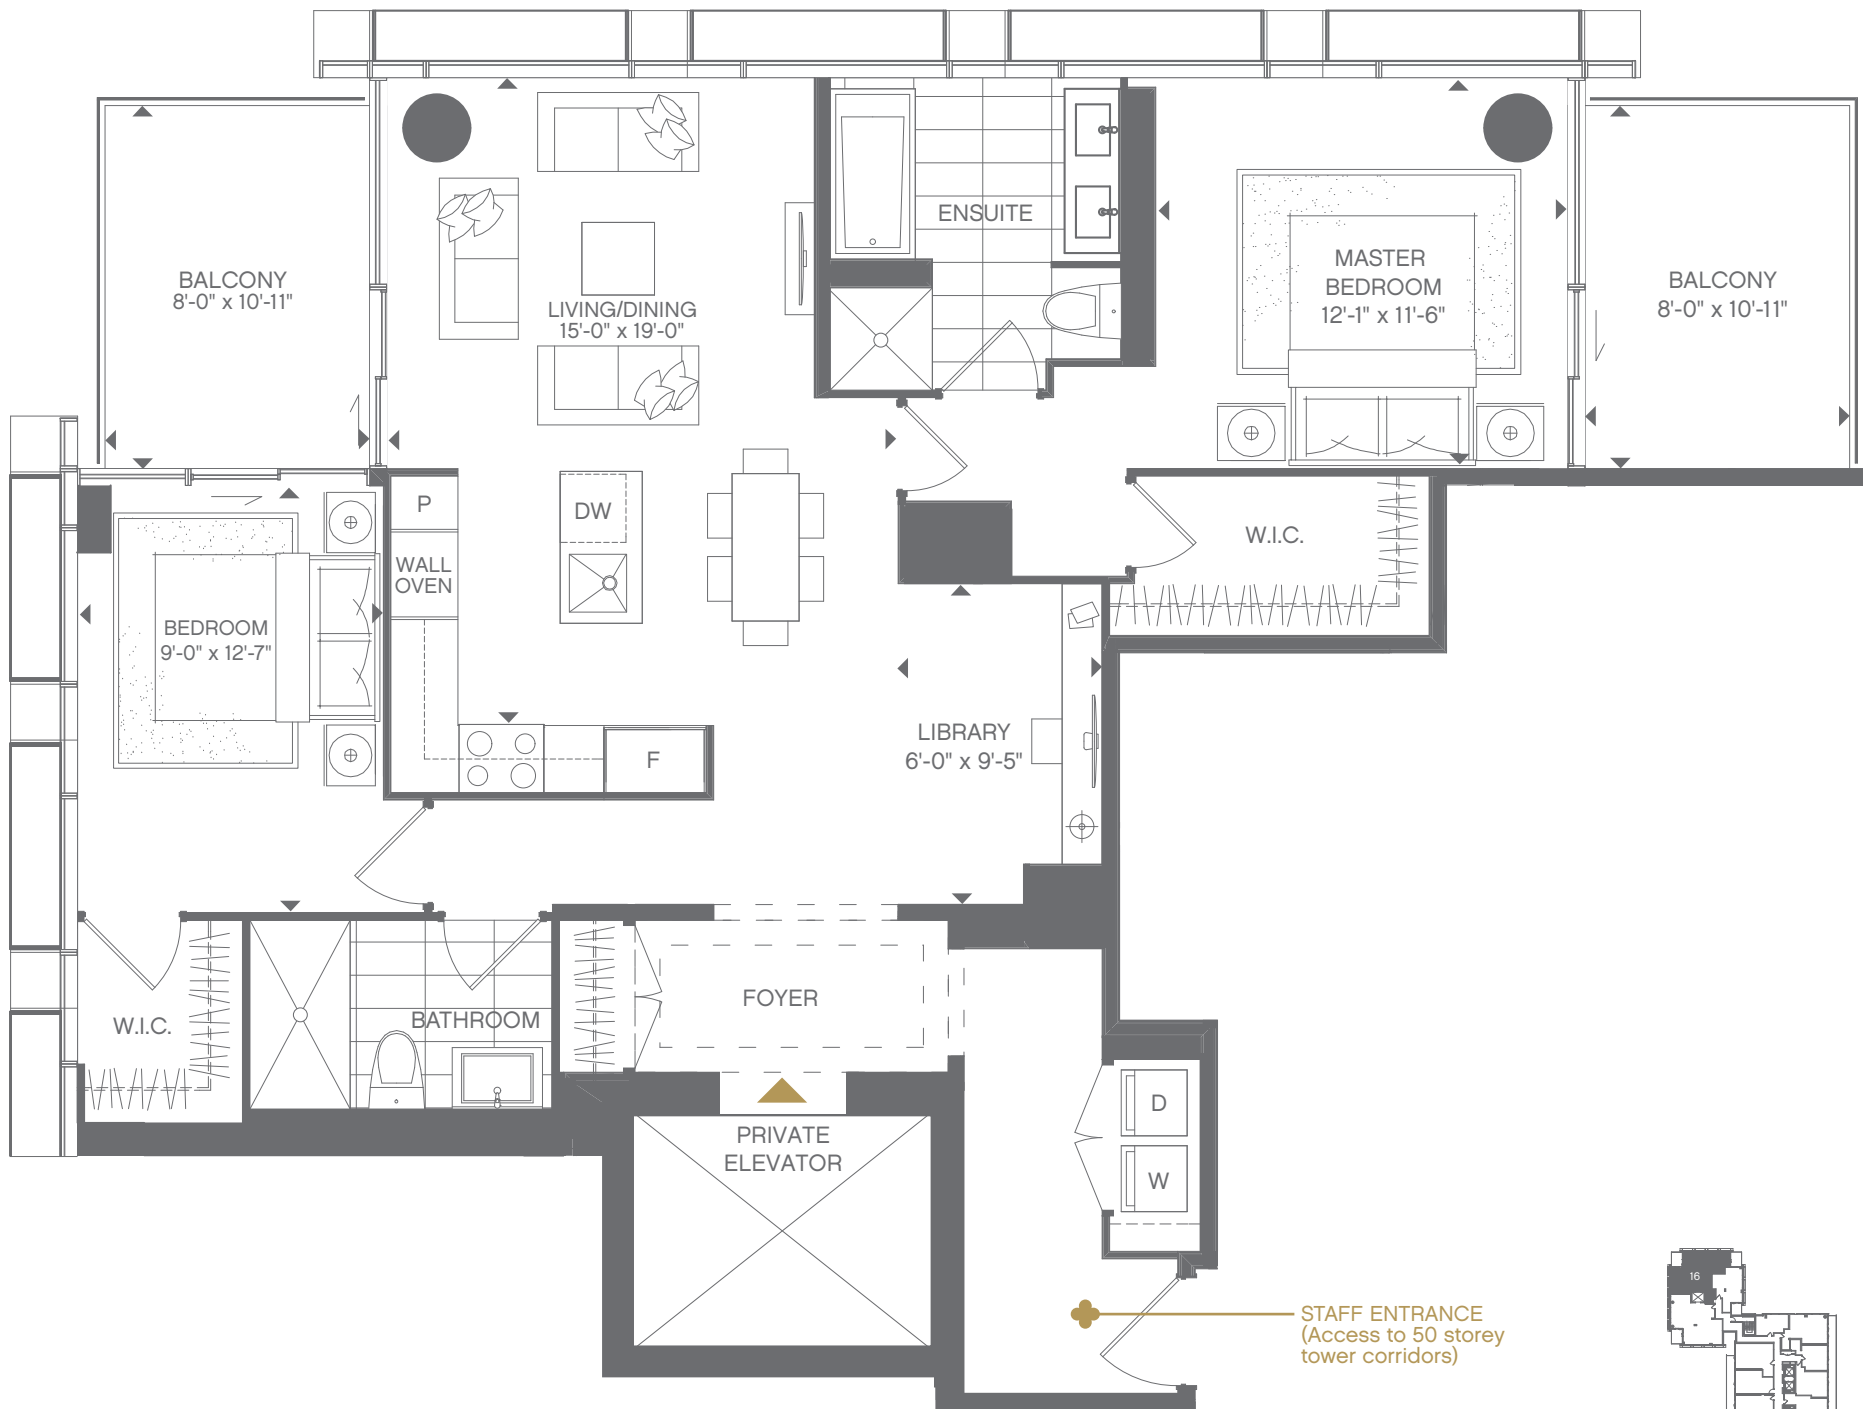 BALCONY
8'-0" x 10'-11"
LIVING/DINING
15'-0" x 19'-0"
ENSUITE
MASTER
BEDROOM
12'-1" x 11'-6"
BALCONY
8'-0" x 10'-11"
P
WALL
OVEN
DW
W.I.C.
BEDROOM
9'-0" x 12'-7"
F
LIBRARY
6'-0" x 9'-5"
W.I.C.
BATHROOM
FOYER
PRIVATE
ELEVATOR
D
W
STAFF ENTRANCE
(Access to 50 storey
tower corridors)
16